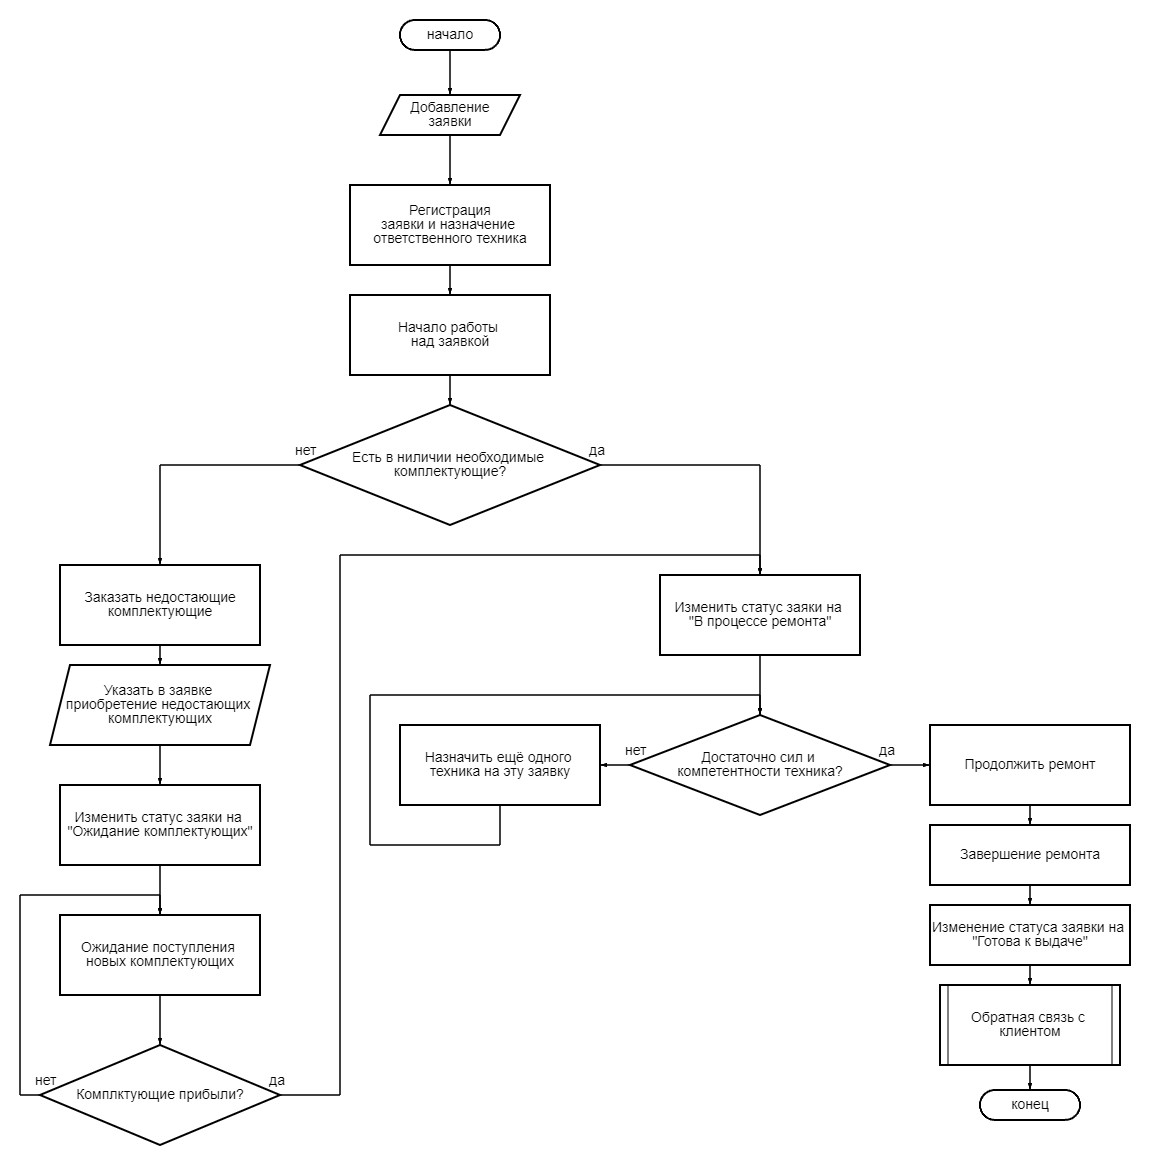 начало
Добавление
заявки
Регистрация
заявки и назначение
ответственного техника
Начало работы
над заявкой
нет
Есть в ниличии необходимые
комплектующие?
да
Заказать недостающие
комплектующие
Указать в заявке
приобретение недостающих
комплектующих
Изменить статус заяки на
"Ожидание комплектующих"
Ожидание поступления
новых комплектующих
нет
Комплктующие прибыли?
да
Изменить статус заяки на
"В процессе ремонта"
Назначить ещё одного
техника на эту заявку
нет
Достаточно сил и
компетентности техника?
да
Продолжить ремонт
Завершение ремонта
Изменение статуса заявки на
"Готова к выдаче"
Обратная связь с
клиентом
конец